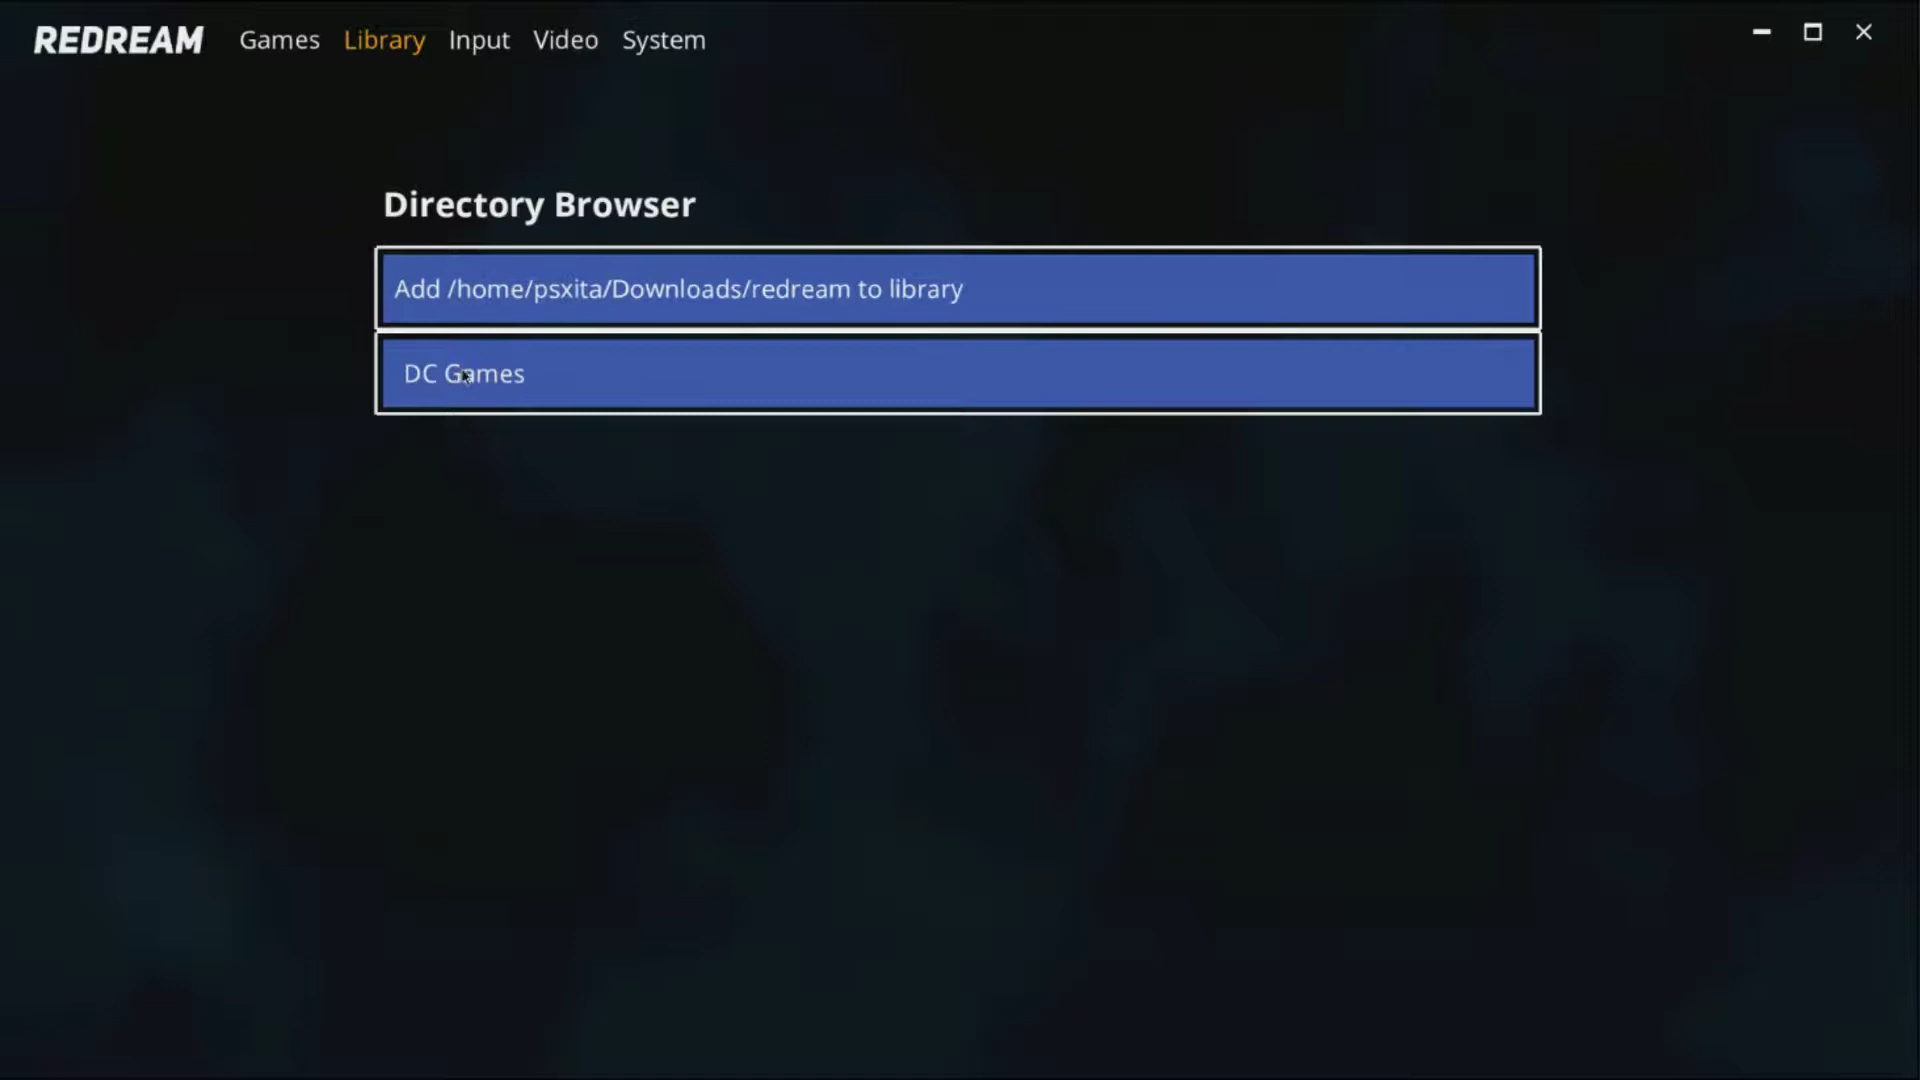 REDREAM Games Library Input Video System
Directory Browser
Add /home/psxita/Downloads/redream to library
DC Games